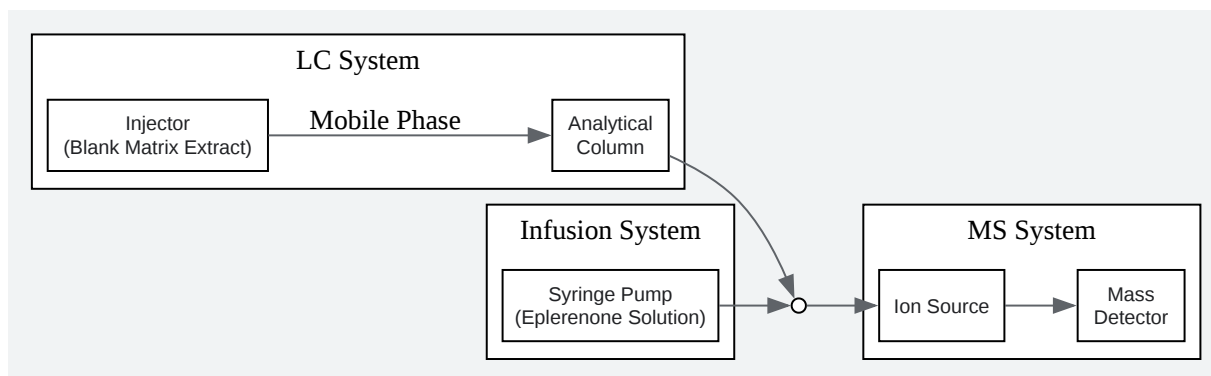 LC System
Injector
(Blank Matrix Extract)
Mobile Phase
Analytical
Column
Infusion System
Syringe Pump
(Eplerenone Solution)
MS System
Ion Source
Mass
Detector